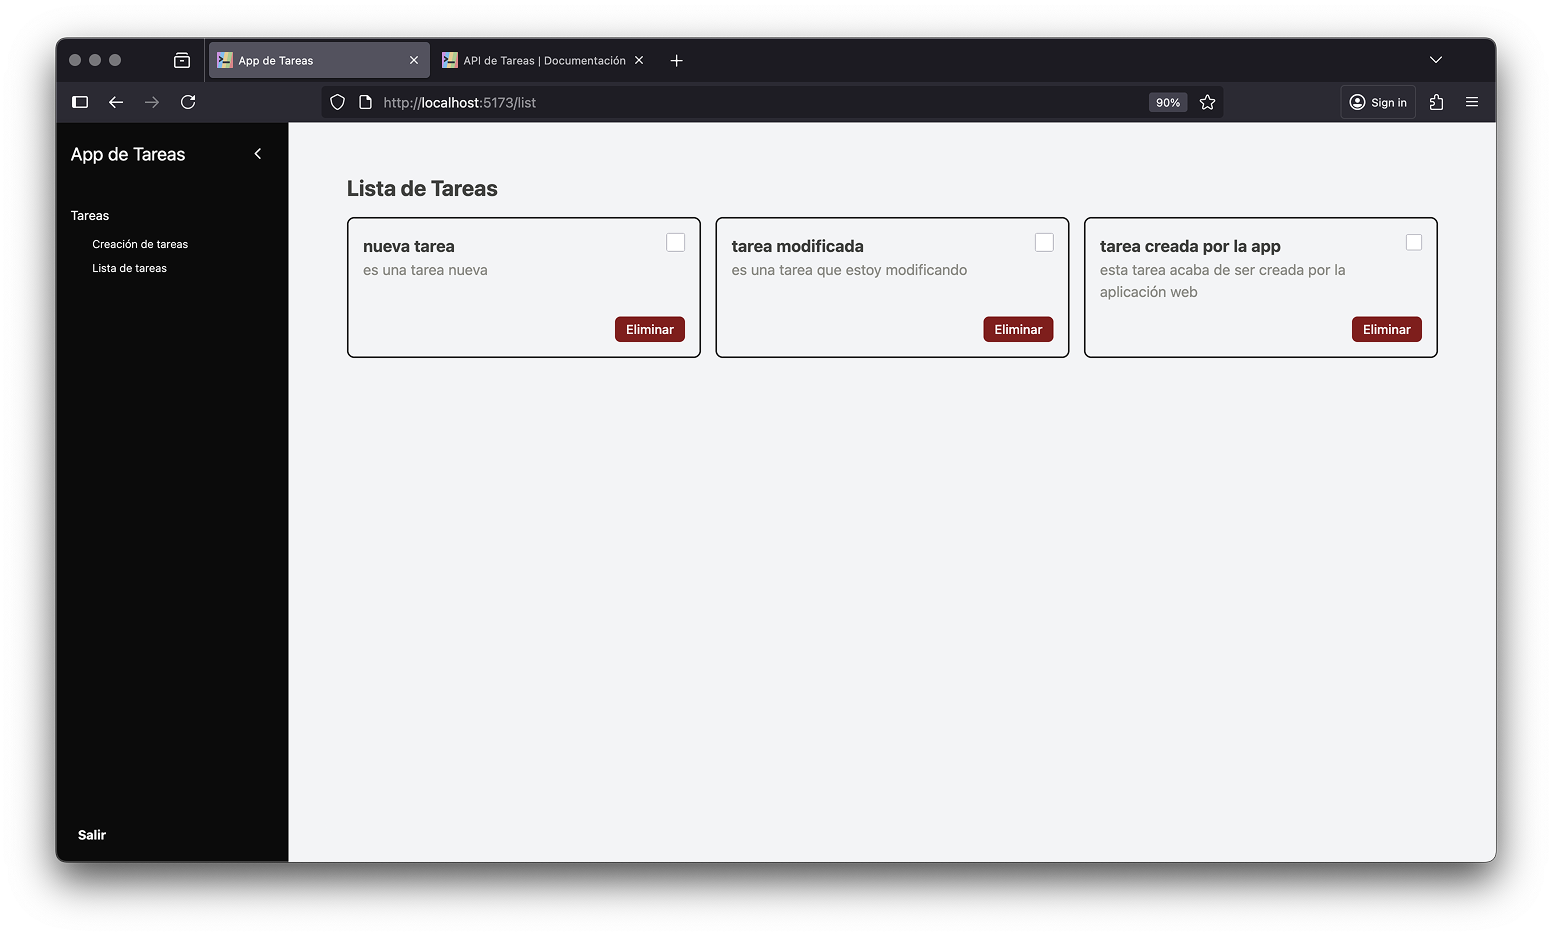 App de Tareas
API de Tareas | Documentación
http://localhost:5173/list
90%
Sign in
App de Tareas
Tareas
Creación de tareas
Lista de tareas
Salir
Lista de Tareas
nueva tarea
es una tarea nueva
Eliminar
tarea modificada
es una tarea que estoy modificando
Eliminar
tarea creada por la app
esta tarea acaba de ser creada por la
aplicación web
Eliminar